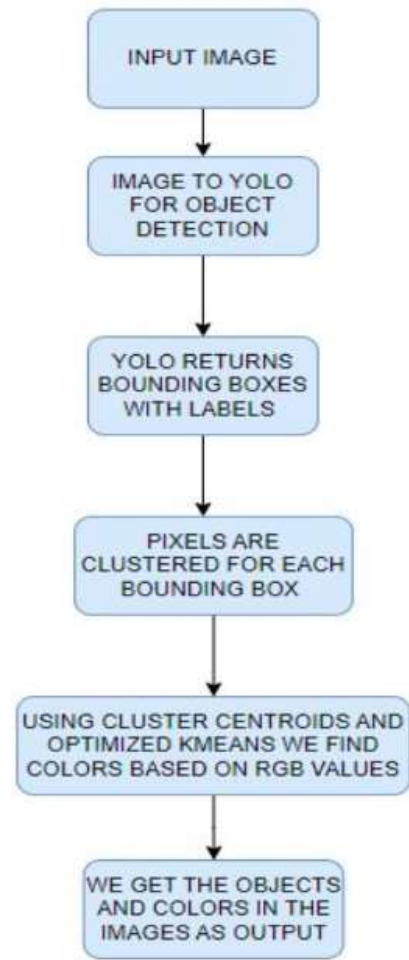 INPUT IMAGE
IMAGE TO YOLO
FOR OBJECT
DETECTION
YOLO RETURNS
BOUNDING BOXES
WITH LABELS
PIXELS ARE
CLUSTERED FOR EACH
BOUNDING BOX
USING CLUSTER CENTROIDS AND
OPTIMIZED KMEANS WE FIND
COLORS BASED ON RGB VALUES
WE GET THE OBJECTS
AND COLORS IN THE
IMAGES AS OUTPUT